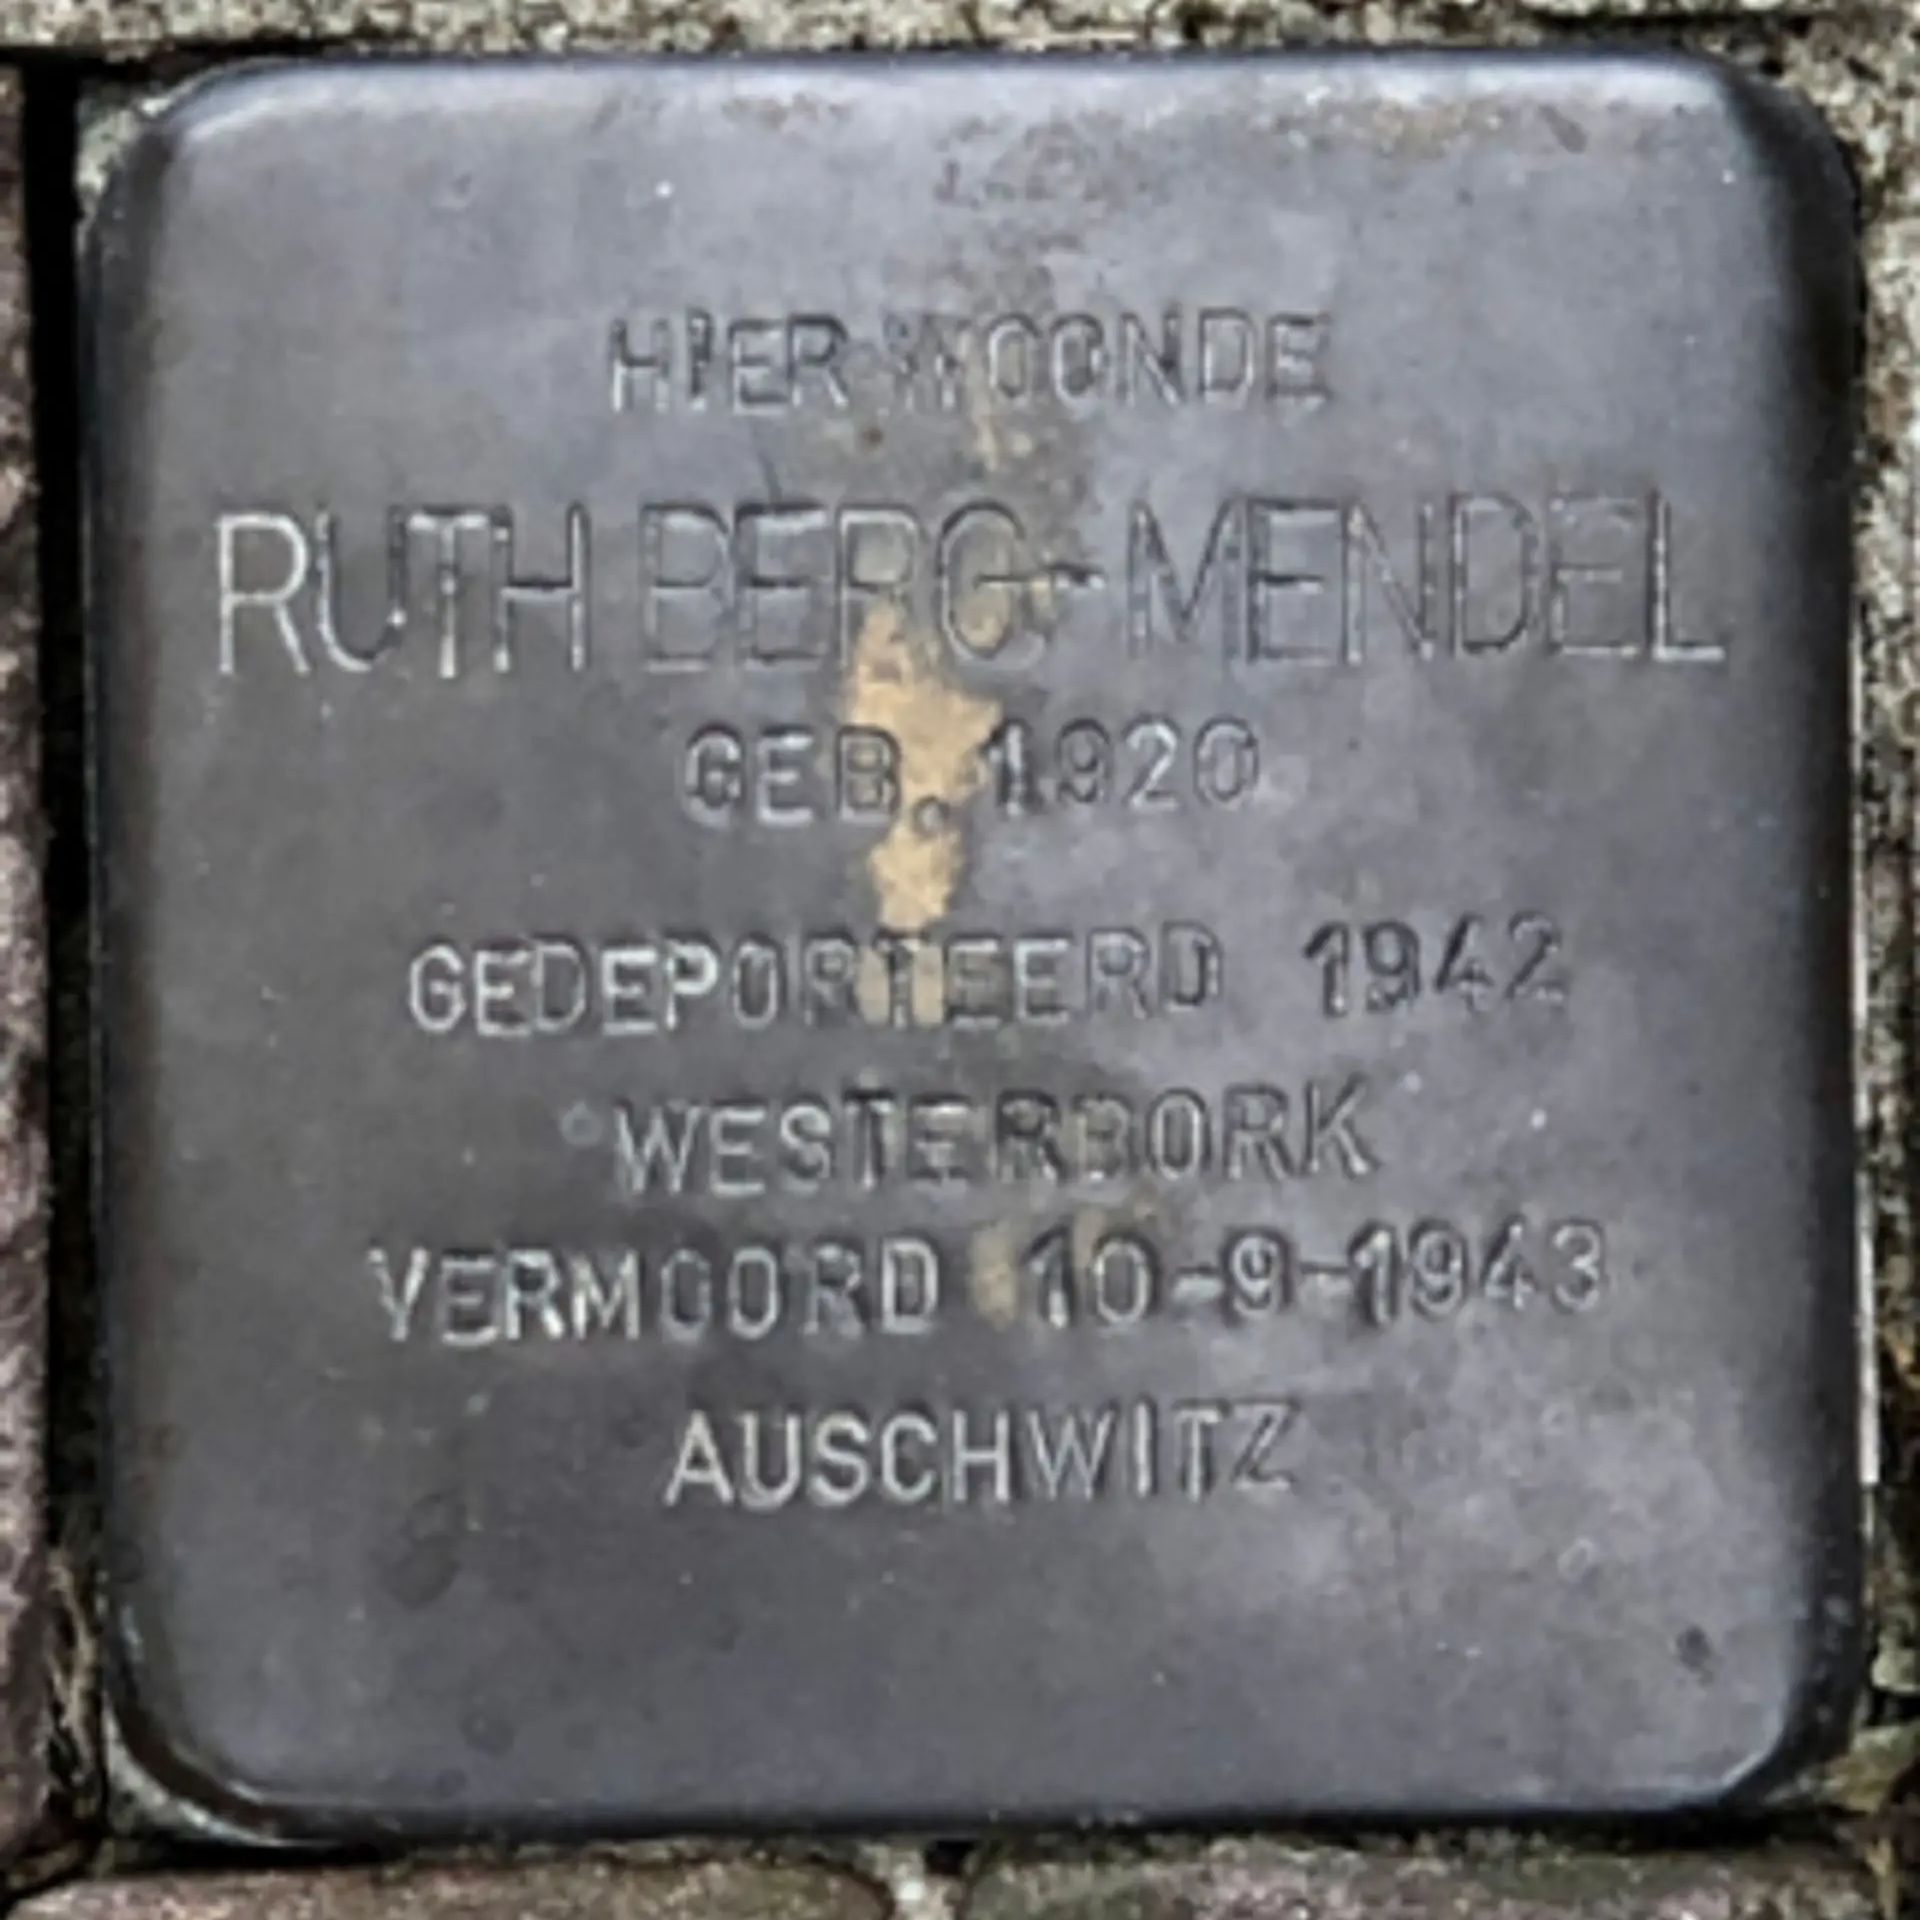 HIER WOONDE
RUTH BERG-MENDEL
GEB. 1920
GEDEPORTEERD 1942
WESTERBORK
VERMOORD 10-9-1943
AUSCHWITZ